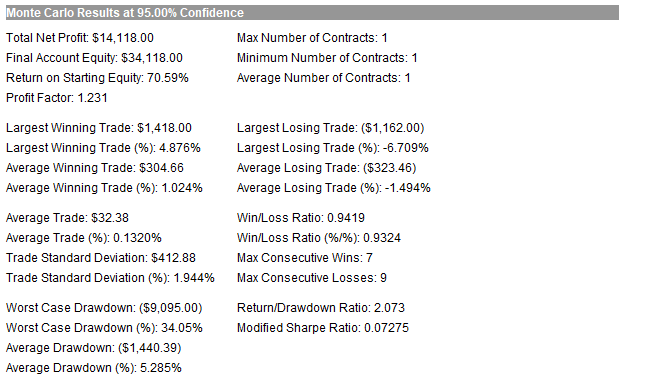 Monte Carlo Results at 95.00% Confidence
Total Net Profit: $14,118.00 Max Number of Contracts: 1
Final Account Equity: $34,118.00 Minimum Number of Contracts: 1
Return on Starting Equity: 70.59% Average Number of Contracts: 1
Profit Factor: 1.231
Largest Winning Trade: $1,418.00 Largest Losing Trade: ($1,162.00)
Largest Winning Trade (%): 4.876% Largest Losing Trade (%): -6.709%
Average Winning Trade: $304.66 Average Losing Trade: ($323.46)
Average Winning Trade (%): 1.024% Average Losing Trade (%): -1.494%
Average Trade: $32.38 Win/Loss Ratio: 0.9419
Average Trade (%): 0.1320% Win/Loss Ratio (%/%): 0.9324
Trade Standard Deviation: $412.88 Max Consecutive Wins: 7
Trade Standard Deviation (%): 1.944% Max Consecutive Losses: 9
Worst Case Drawdown: ($9,095.00) Return/Drawdown Ratio: 2.073
Worst Case Drawdown (%): 34.05% Modified Sharpe Ratio: 0.07275
Average Drawdown: ($1,440.39)
Average Drawdown (%): 5.285%